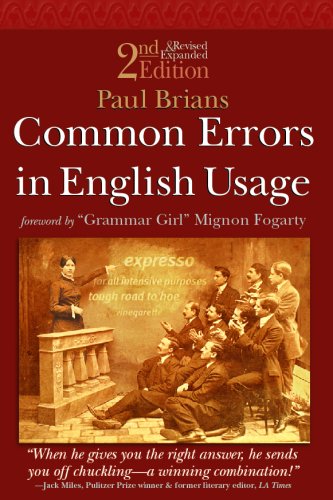 2nd Edition
& Revised Expanded
Paul Brians
Common Errors
in English Usage
foreword by “Grammar Girl” Mignon Fogarty
expresso
for all intensive purposes
tough road to hoe
vinegarette
“When he gives you the right answer, he sends
you off chuckling—a winning combination!”
—Jack Miles, Pulitzer Prize winner & former literary editor, LA Times